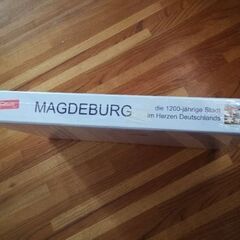 MAGDEBURG
die 1200-jährige Stadt
im Herzen Deutschlands